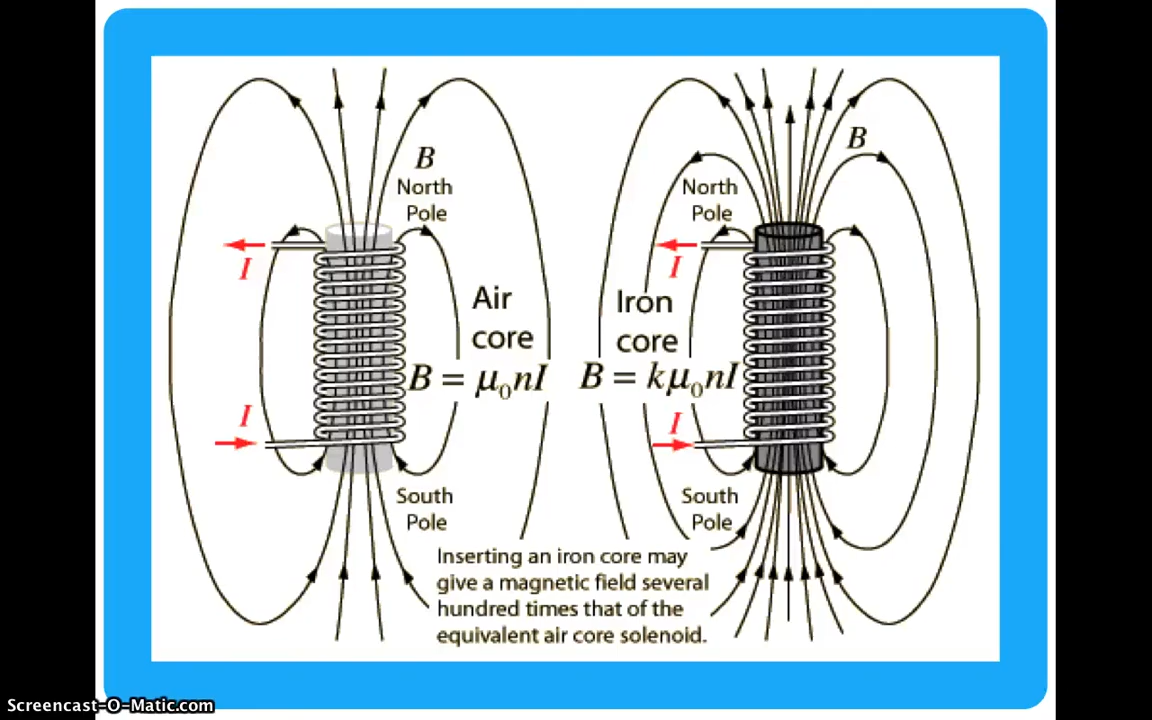 B
North
Pole
I
Air
core
B = μ₀nI
I
South
Pole
B
North
Pole
I
Iron
core
B = kμ₀nI
I
South
Pole
Inserting an iron core may
give a magnetic field several
hundred times that of the
equivalent air core solenoid.
Screencast-O-Matic.com